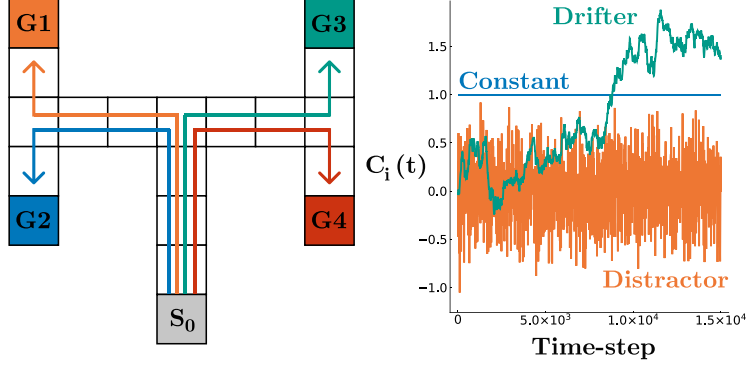 G1
G3
G2
G4
S0
Drifter
Constant
Distractor
Ci (t)
1.5
1.0
0.5
0.0
−0.5
−1.0
0
5.0×10³
1.0×10⁴
1.5×10⁴
Time-step